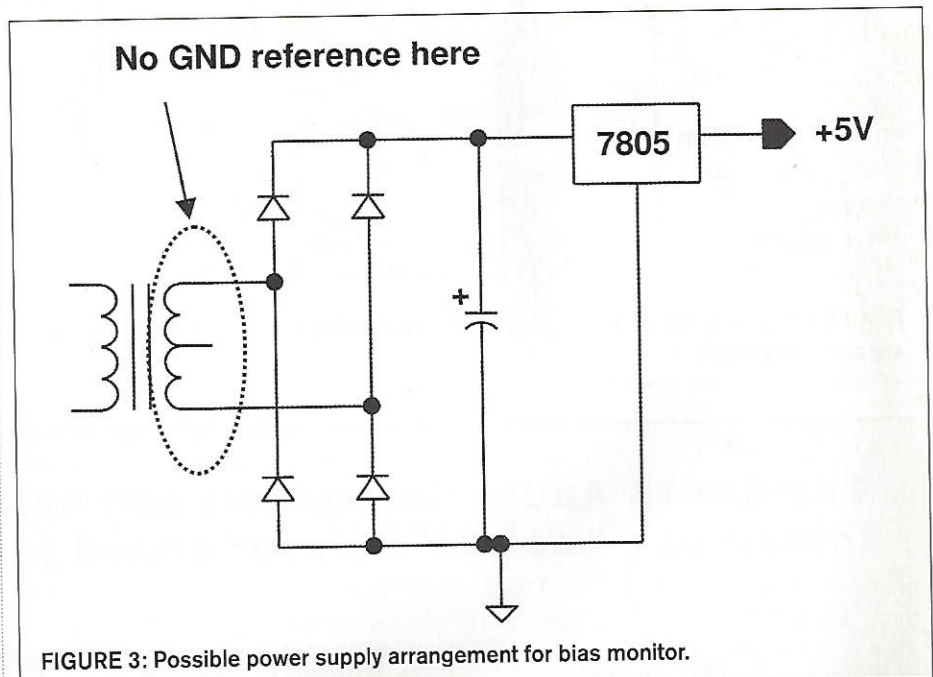 No GND reference here
7805
+5V
+
FIGURE 3: Possible power supply arrangement for bias monitor.